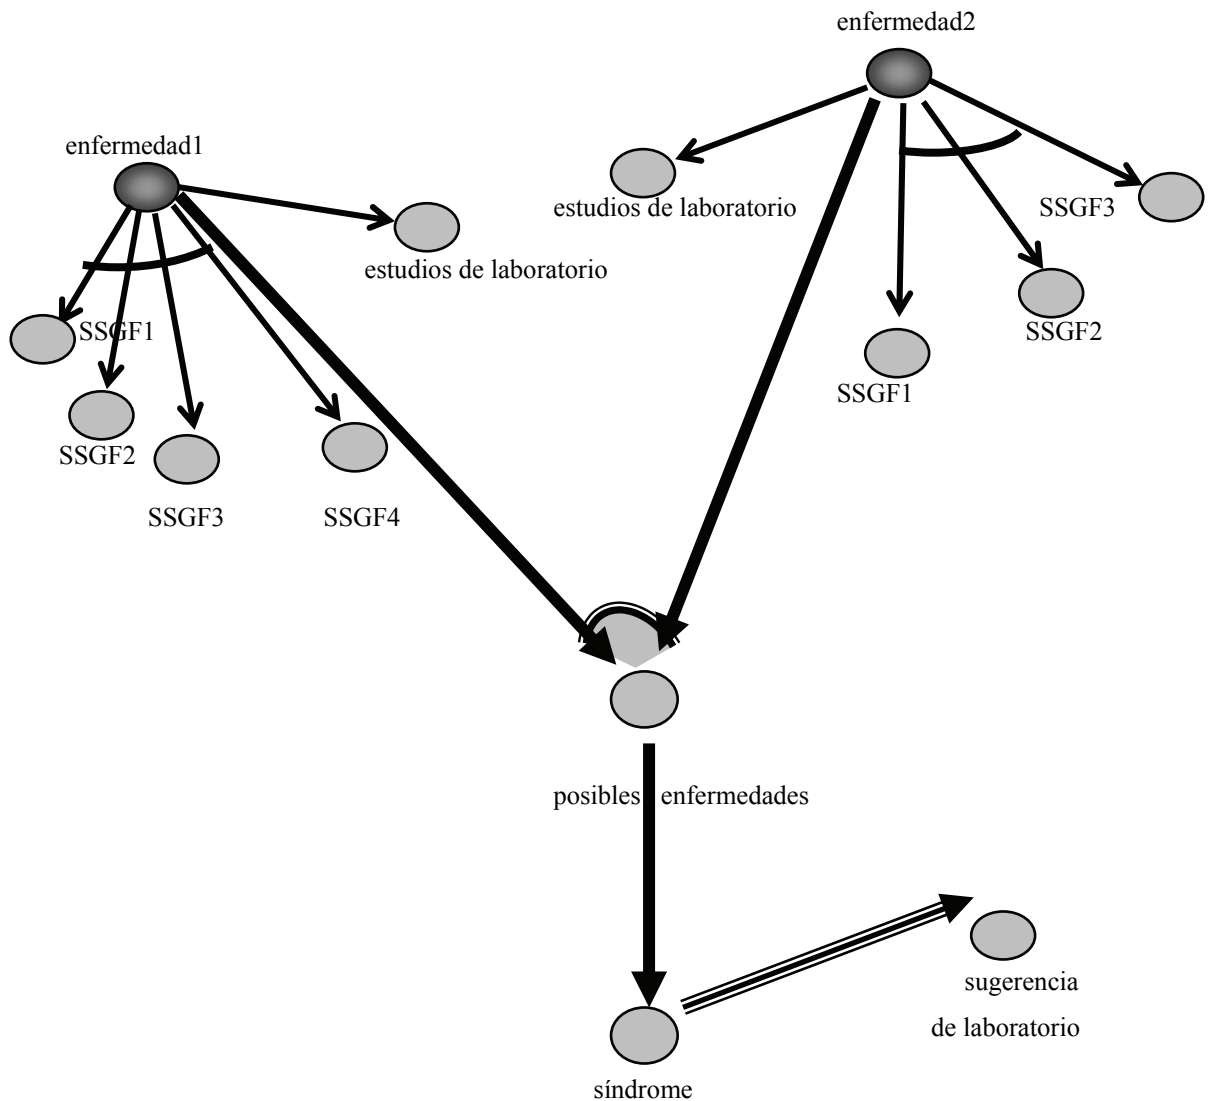 enfermedad2
enfermedad1
estudios de laboratorio
SSGF3
estudios de laboratorio
SSGF1
SSGF2
SSGF1
SSGF2
SSGF3
SSGF4
posibles enfermedades
sugerencia
de laboratorio
síndrome